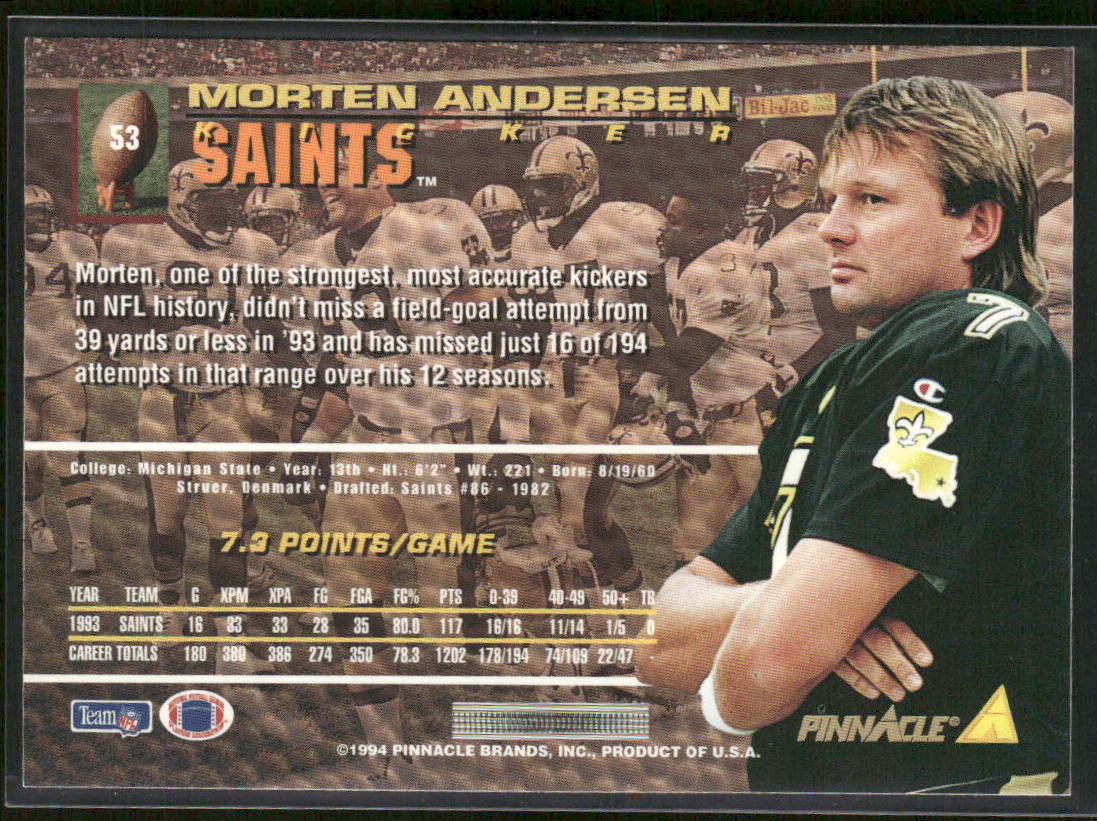 53
MORTEN ANDERSEN
KICKER
SAINTS™
Bil-Jac
Morten, one of the strongest, most accurate kickers
in NFL history, didn't miss a field-goal attempt from
39 yards or less in '93 and has missed just 16 of 194
attempts in that range over his 12 seasons.
7
C
College: Michigan State • Year: 13th • Ht.: 6'2" • Wt.: 221 • Born: 8/19/60
Struer, Denmark • Drafted: Saints #86 - 1982
7.3 POINTS/GAME
YEAR TEAM G XPM XPA FG FGA FG% PTS 0-39 40-49 50+ TB
1993 SAINTS 16 33 33 28 35 80.0 117 16/16 11/14 1/5 0
CAREER TOTALS 180 380 386 274 350 78.3 1202 178/194 74/109 22/47 -
Team NFL
PINNACLE®
©1994 PINNACLE BRANDS, INC., PRODUCT OF U.S.A.